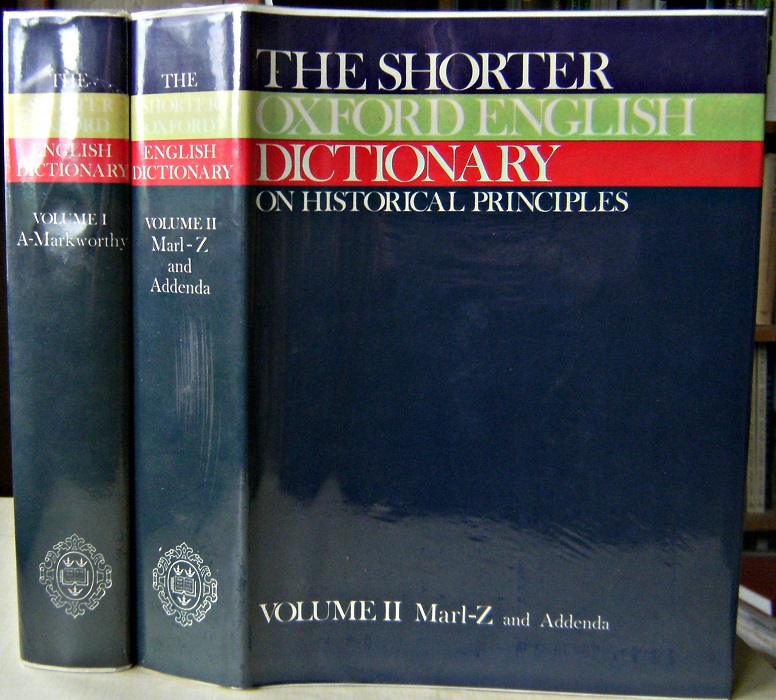 THE
SHORTER
OXFORD
ENGLISH
DICTIONARY
VOLUME I
A-Markworthy
THE
SHORTER
OXFORD
ENGLISH
DICTIONARY
VOLUME II
Marl-Z
and
Addenda
THE SHORTER
OXFORD ENGLISH
DICTIONARY
ON HISTORICAL PRINCIPLES
VOLUME II Marl-Z and Addenda